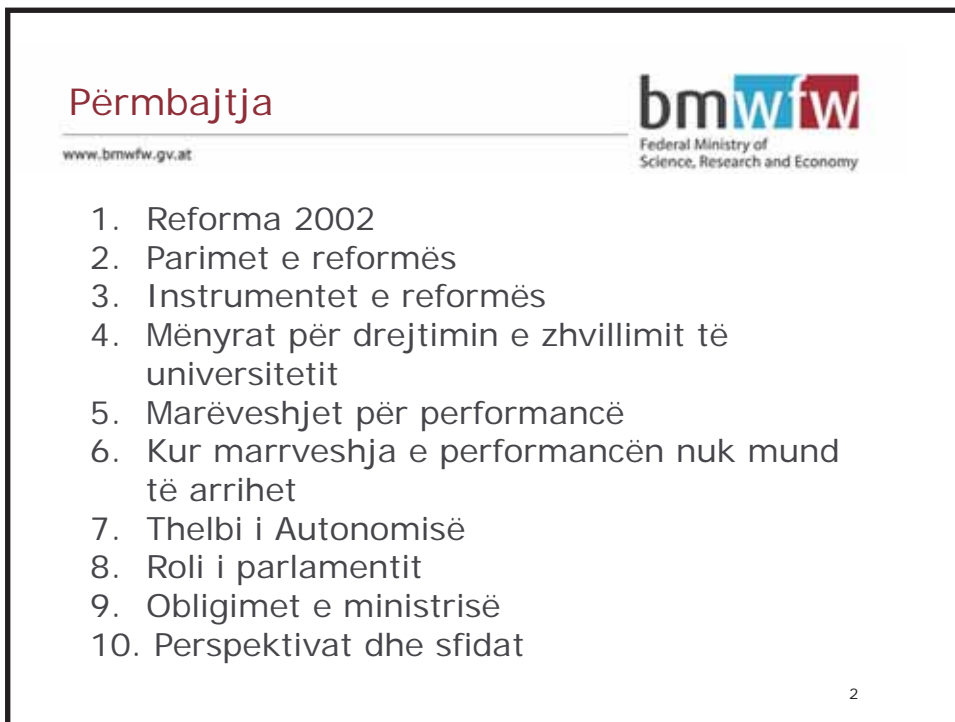 Përmbajtja
bmwfw
www.bmwfw.gv.at
Federal Ministry of
Science, Research and Economy
1. Reforma 2002
2. Parimet e reformës
3. Instrumentet e reformës
4. Mënyrat për drejtimin e zhvillimit të
universitetit
5. Marëveshjet për performancë
6. Kur marrveshja e performancën nuk mund
të arrihet
7. Thelbi i Autonomisë
8. Roli i parlamentit
9. Obligimet e ministrisë
10. Perspektivat dhe sfidat
2